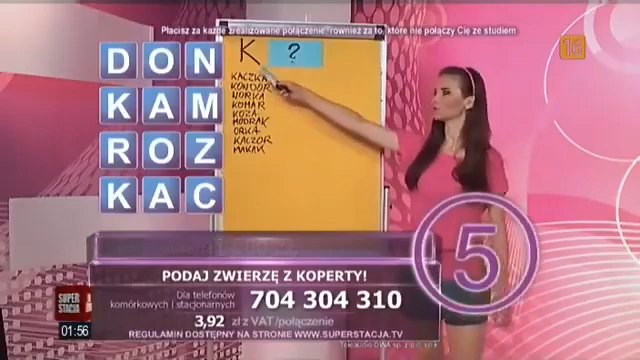 Płacisz za każde zrealizowane połączenie, również za to, które nie połączy Cię ze studiem
16
DON
KAM
ROZ
KAC
K ?
KACZKA
KONDOR
NORKA
KOMAR
KOZA
MODRAK
ORKA
KACZOR
MAKAK
5
PODAJ ZWIERZĘ Z KOPERTY!
Dla telefonów
komórkowych i stacjonarnych
704 304 310
3,92 zł z VAT/połączenie
REGULAMIN DOSTĘPNY NA STRONIE WWW.SUPERSTACJA.TV
SUPER
STACJA
01:56